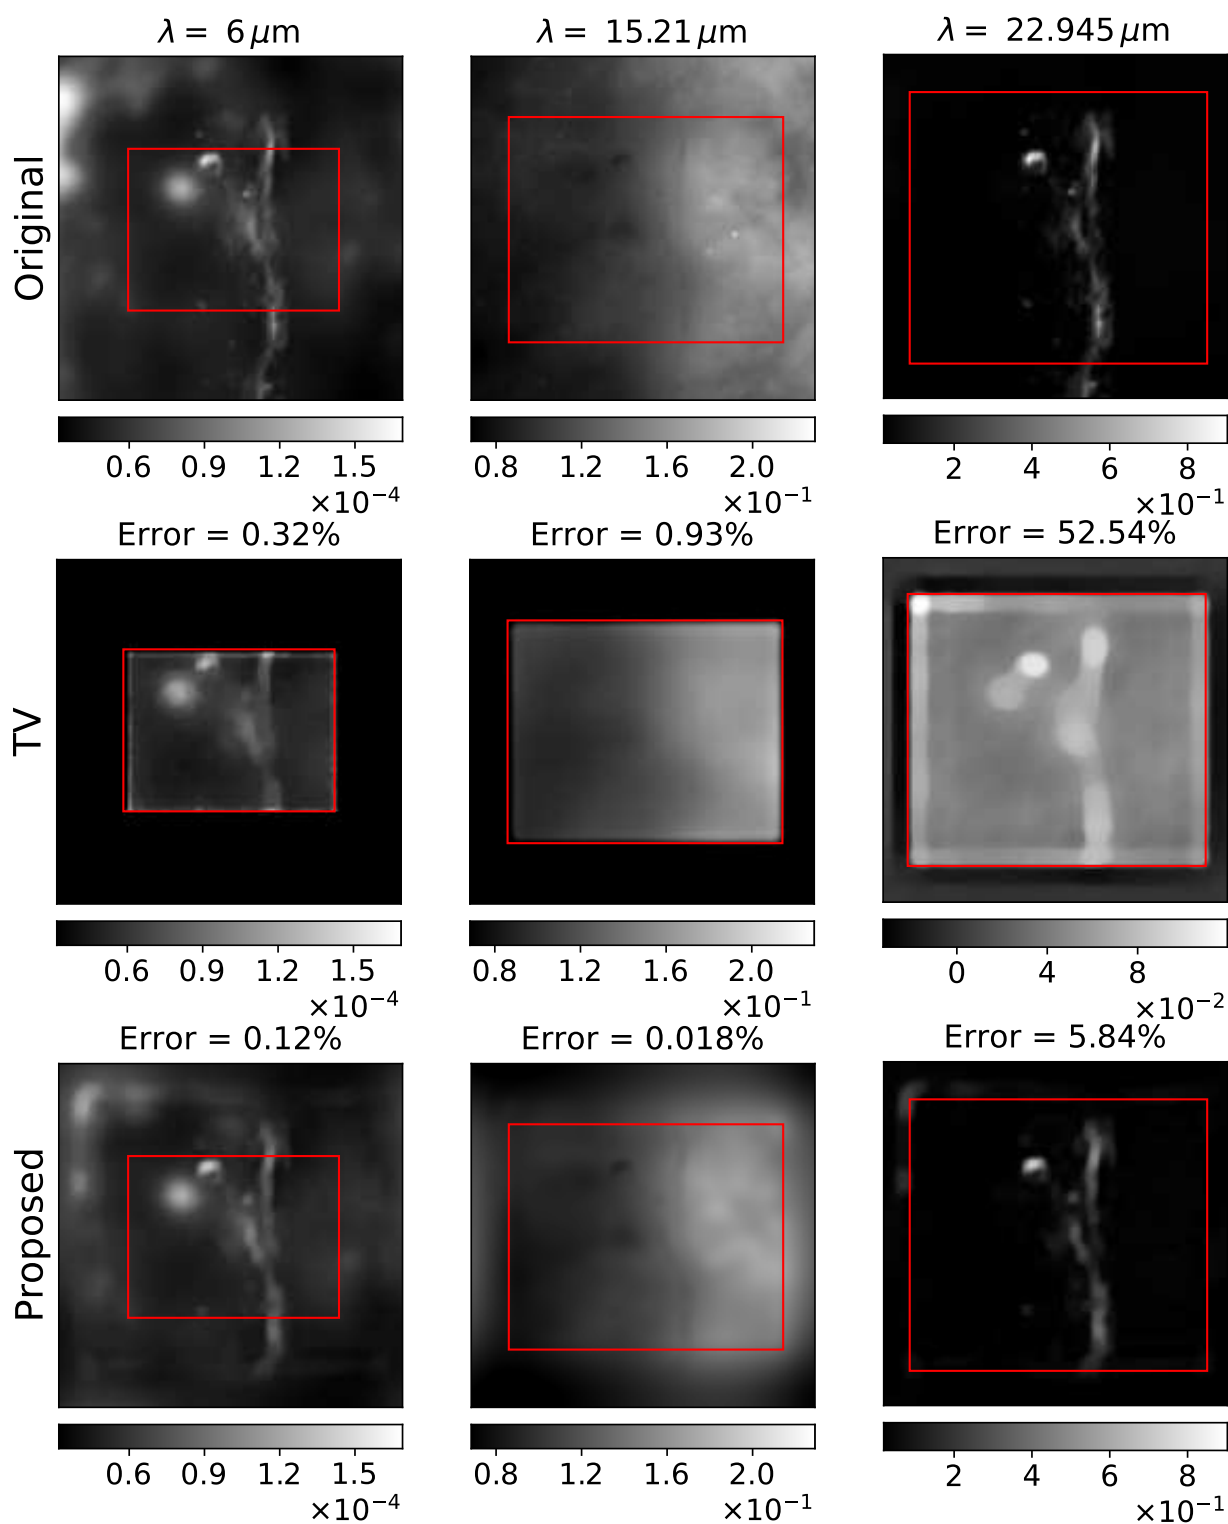 λ = 6 μm λ = 15.21 μm λ = 22.945 μm
Original
0.6 0.9 1.2 1.5 0.8 1.2 1.6 2.0 2 4 6 8
×10⁻⁴ ×10⁻¹ ×10⁻¹
Error = 0.32% Error = 0.93% Error = 52.54%
TV
0.6 0.9 1.2 1.5 0.8 1.2 1.6 2.0 0 4 8
×10⁻⁴ ×10⁻¹ ×10⁻²
Error = 0.12% Error = 0.018% Error = 5.84%
Proposed
0.6 0.9 1.2 1.5 0.8 1.2 1.6 2.0 2 4 6 8
×10⁻⁴ ×10⁻¹ ×10⁻¹